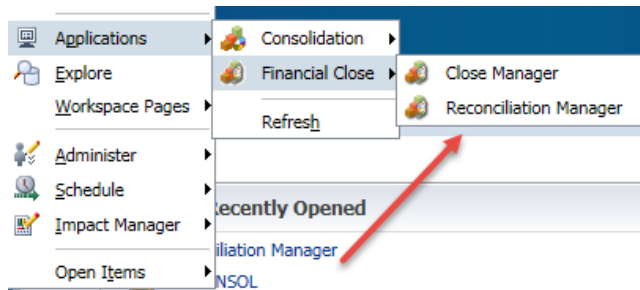 Applications
Consolidation
Explore
Financial Close
Close Manager
Workspace Pages
Refresh
Reconciliation Manager
Administer
Schedule
Recently Opened
Impact Manager
iliation Manager
Open Items
NSOL